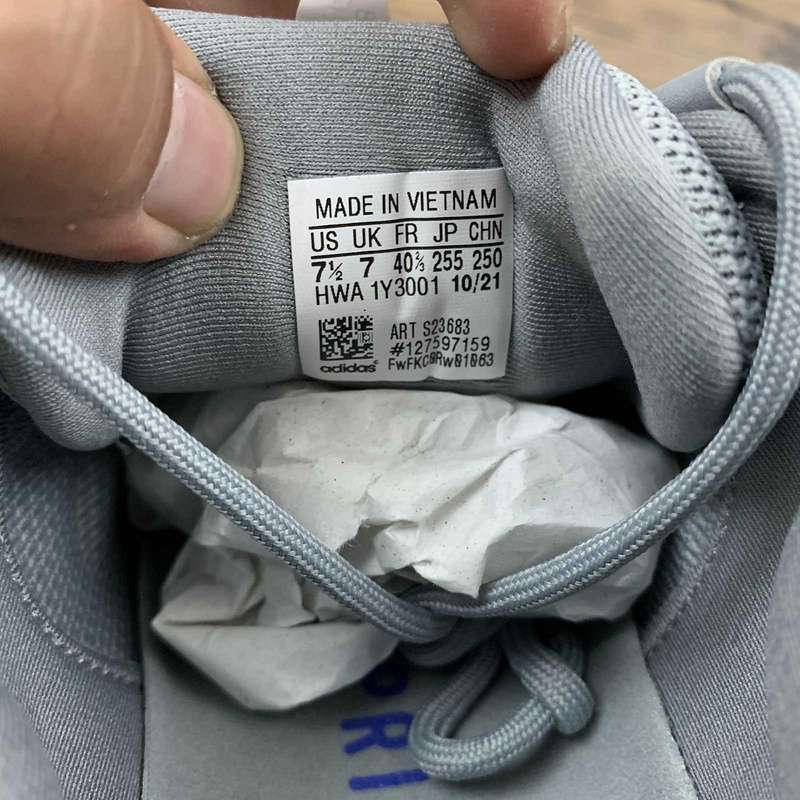 MADE IN VIETNAM
US UK FR JP CHN
7½ 7 40⅔ 255 250
HWA 1Y3001 10/21
ART S23683
#127597159
adidas
ORI